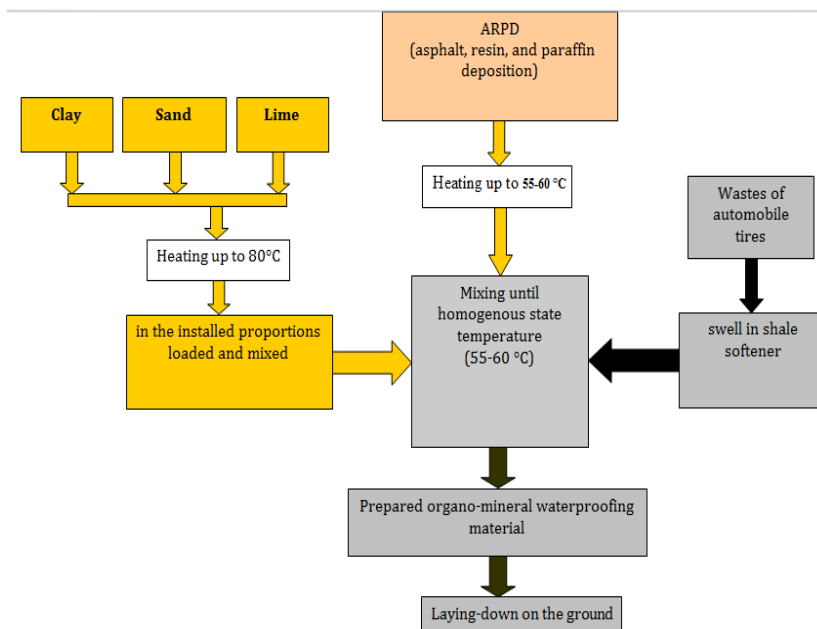 ARPD
(asphalt, resin, and paraffin
deposition)
Clay
Sand
Lime
Heating up to 55-60 °C
Wastes of
automobile
tires
Heating up to 80°C
Mixing until
homogenous state
temperature
(55-60 °C)
in the installed proportions
loaded and mixed
swell in shale
softener
Prepared organo-mineral waterproofing
material
Laying-down on the ground